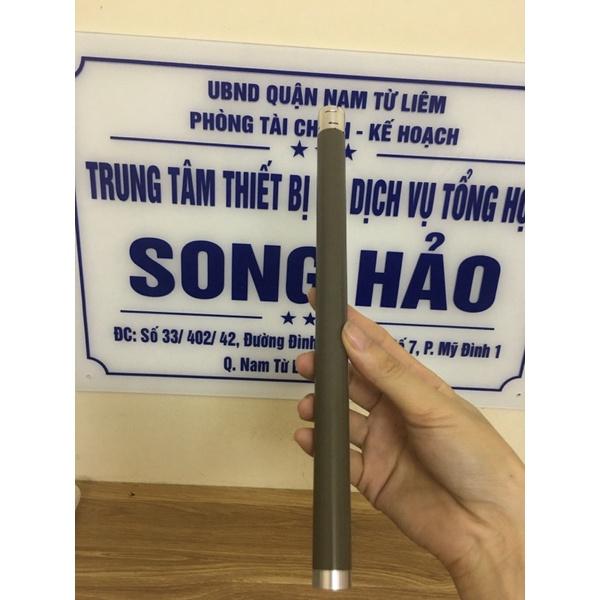 UBND QUẬN NAM TỪ LIÊM
PHÒNG TÀI - KẾ HOẠCH
TRUNG TÂM THIẾT BỊ DỊCH VỤ TỔNG
SONG HẢO
ĐC: Số 33/ 402/ 42, Đường Đình 7, P. Mỹ Đình 1
Q. Nam Từ